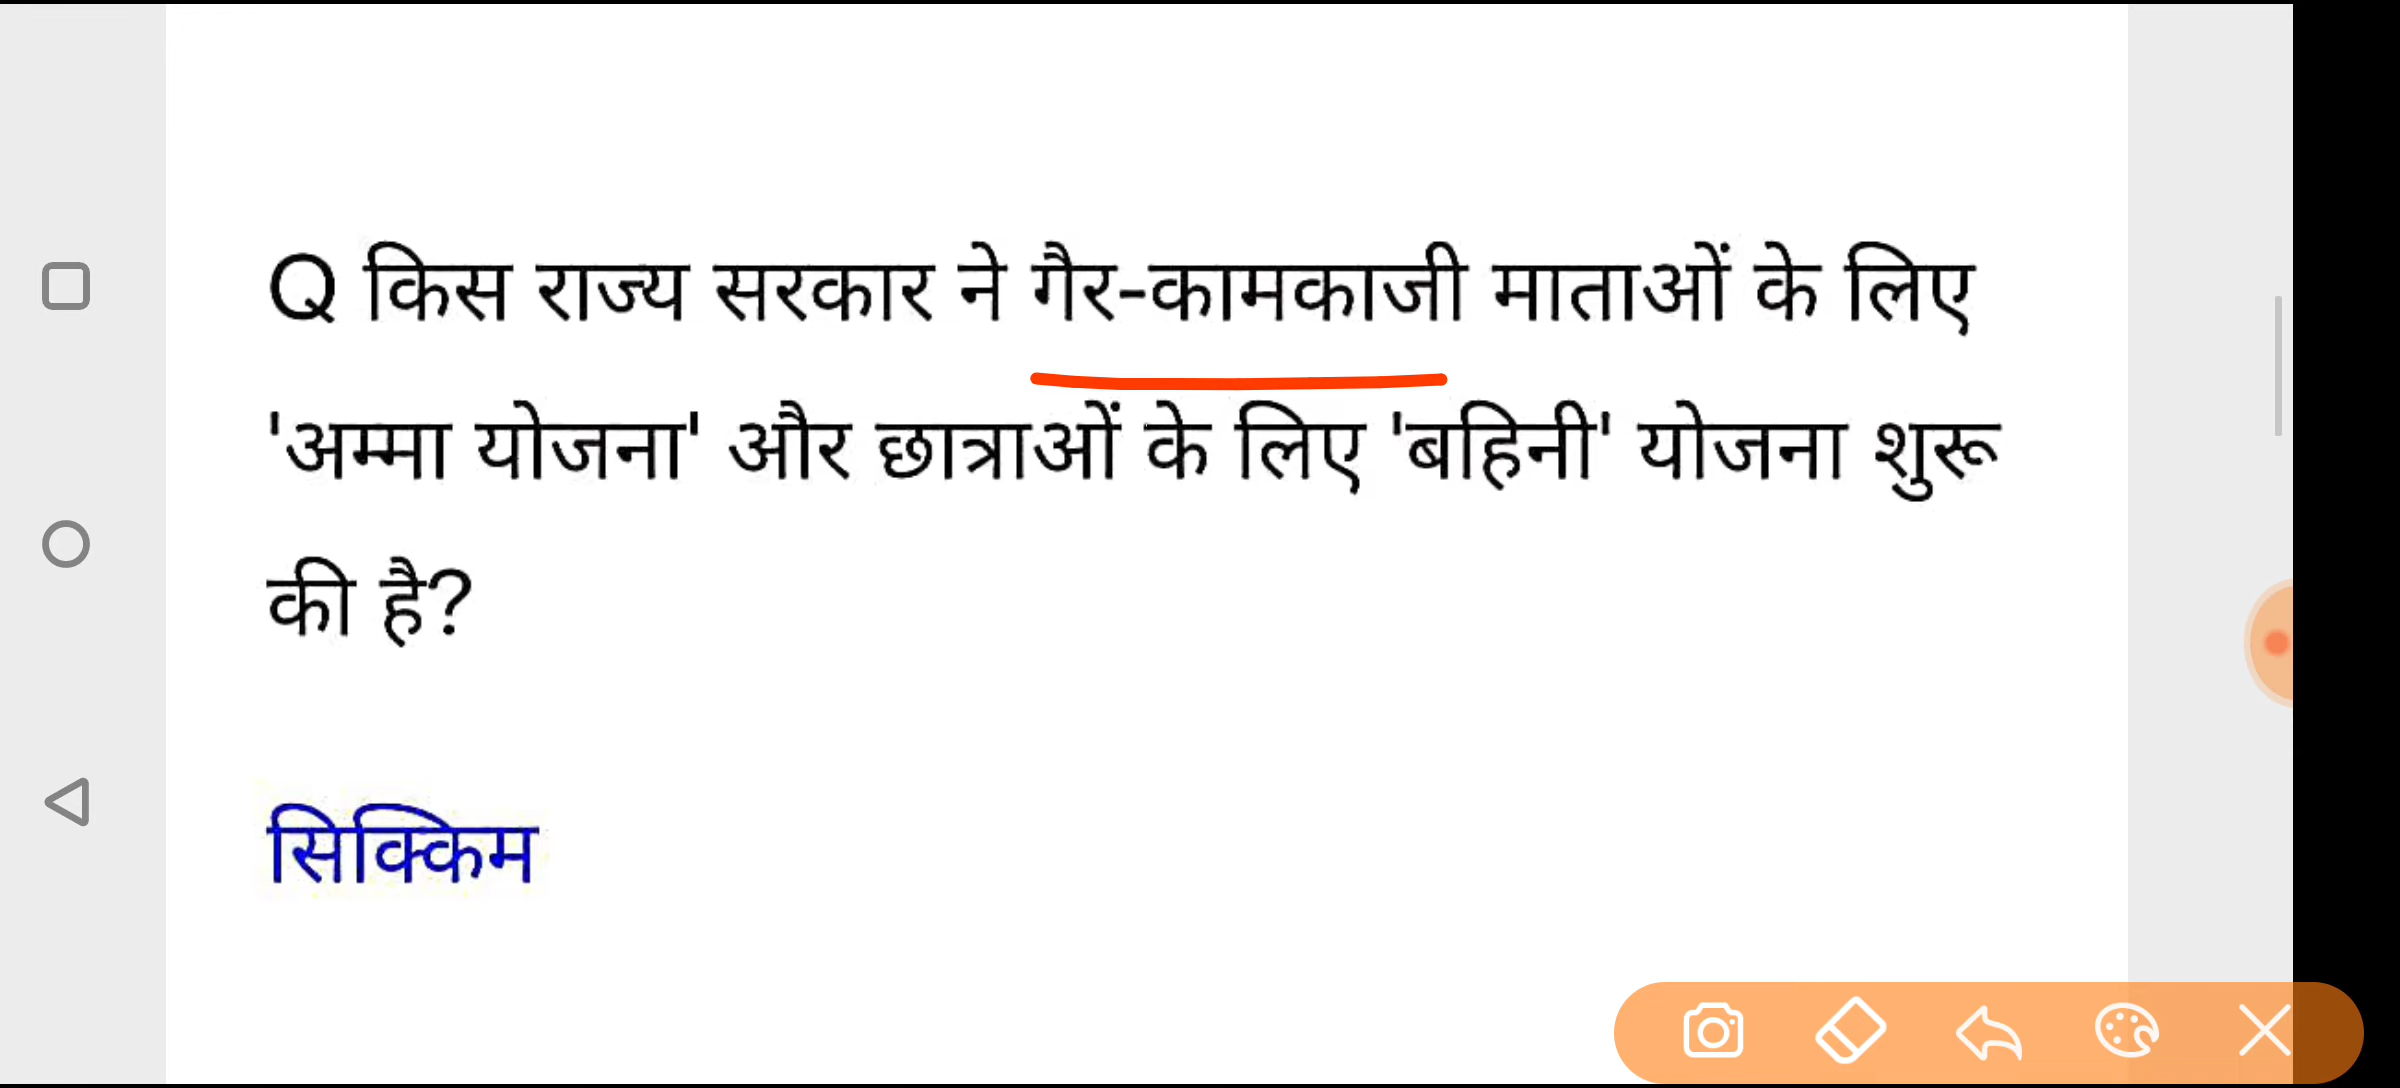 Q किस राज्य सरकार ने गैर-कामकाजी माताओं के लिए
'अम्मा योजना' और छात्राओं के लिए 'बहिनी' योजना शुरू
की है?
सिक्किम